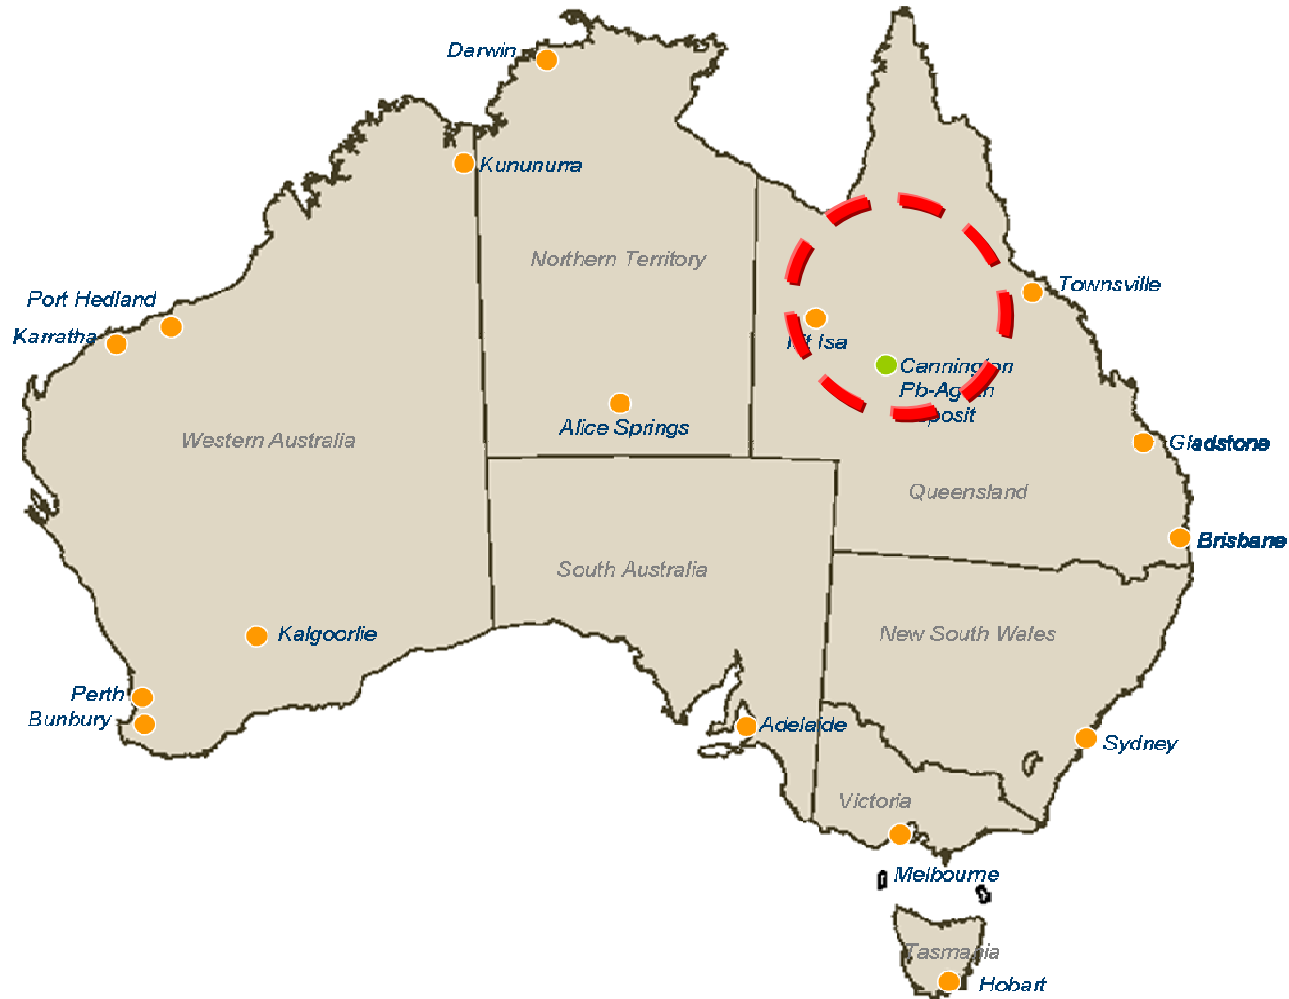 Darwin
Kununurra
Northern Territory
Port Hedland
Townsville
Karratha
Mt Isa
Cannington
Alice Springs
Western Australia
Gladstone
Queensland
Brisbane
South Australia
Kalgoorlie
New South Wales
Perth
Bunbury
Adelaide
Sydney
Victoria
Melbourne
Tasmania
Hobart